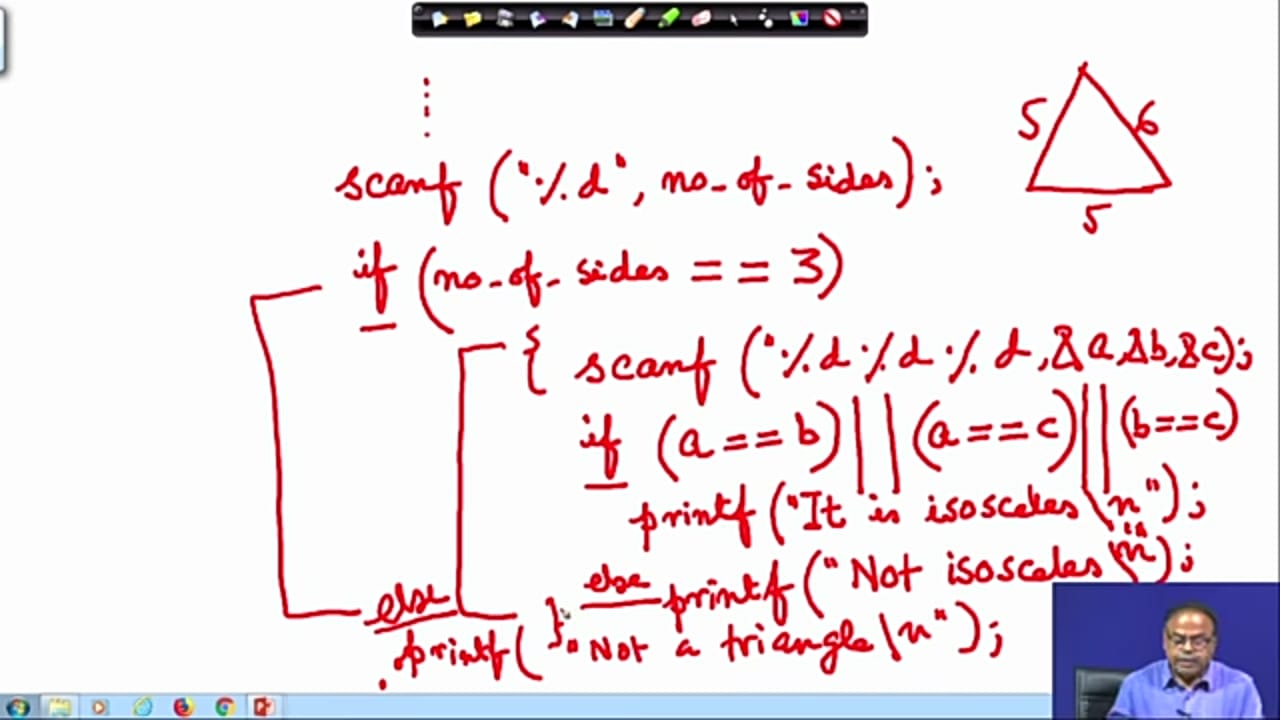 scanf ("%d", no_of_sides);
if (no_of_sides == 3)
{ scanf ("%d %d %d, &a, &b, &c);
if (a == b) || (a == c) || (b == c)
printf ("It is isosceles \n");
else printf ("Not isosceles \n");
}
else
printf ("Not a triangle \n");
5
6
5